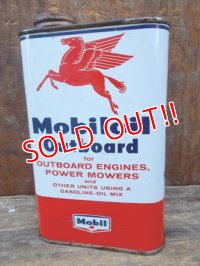 Mobiloil
Outboard
SOLD OUT!!
for
OUTBOARD ENGINES,
POWER MOWERS
and
OTHER UNITS USING A
GASOLINE-OIL MIX
Mobil